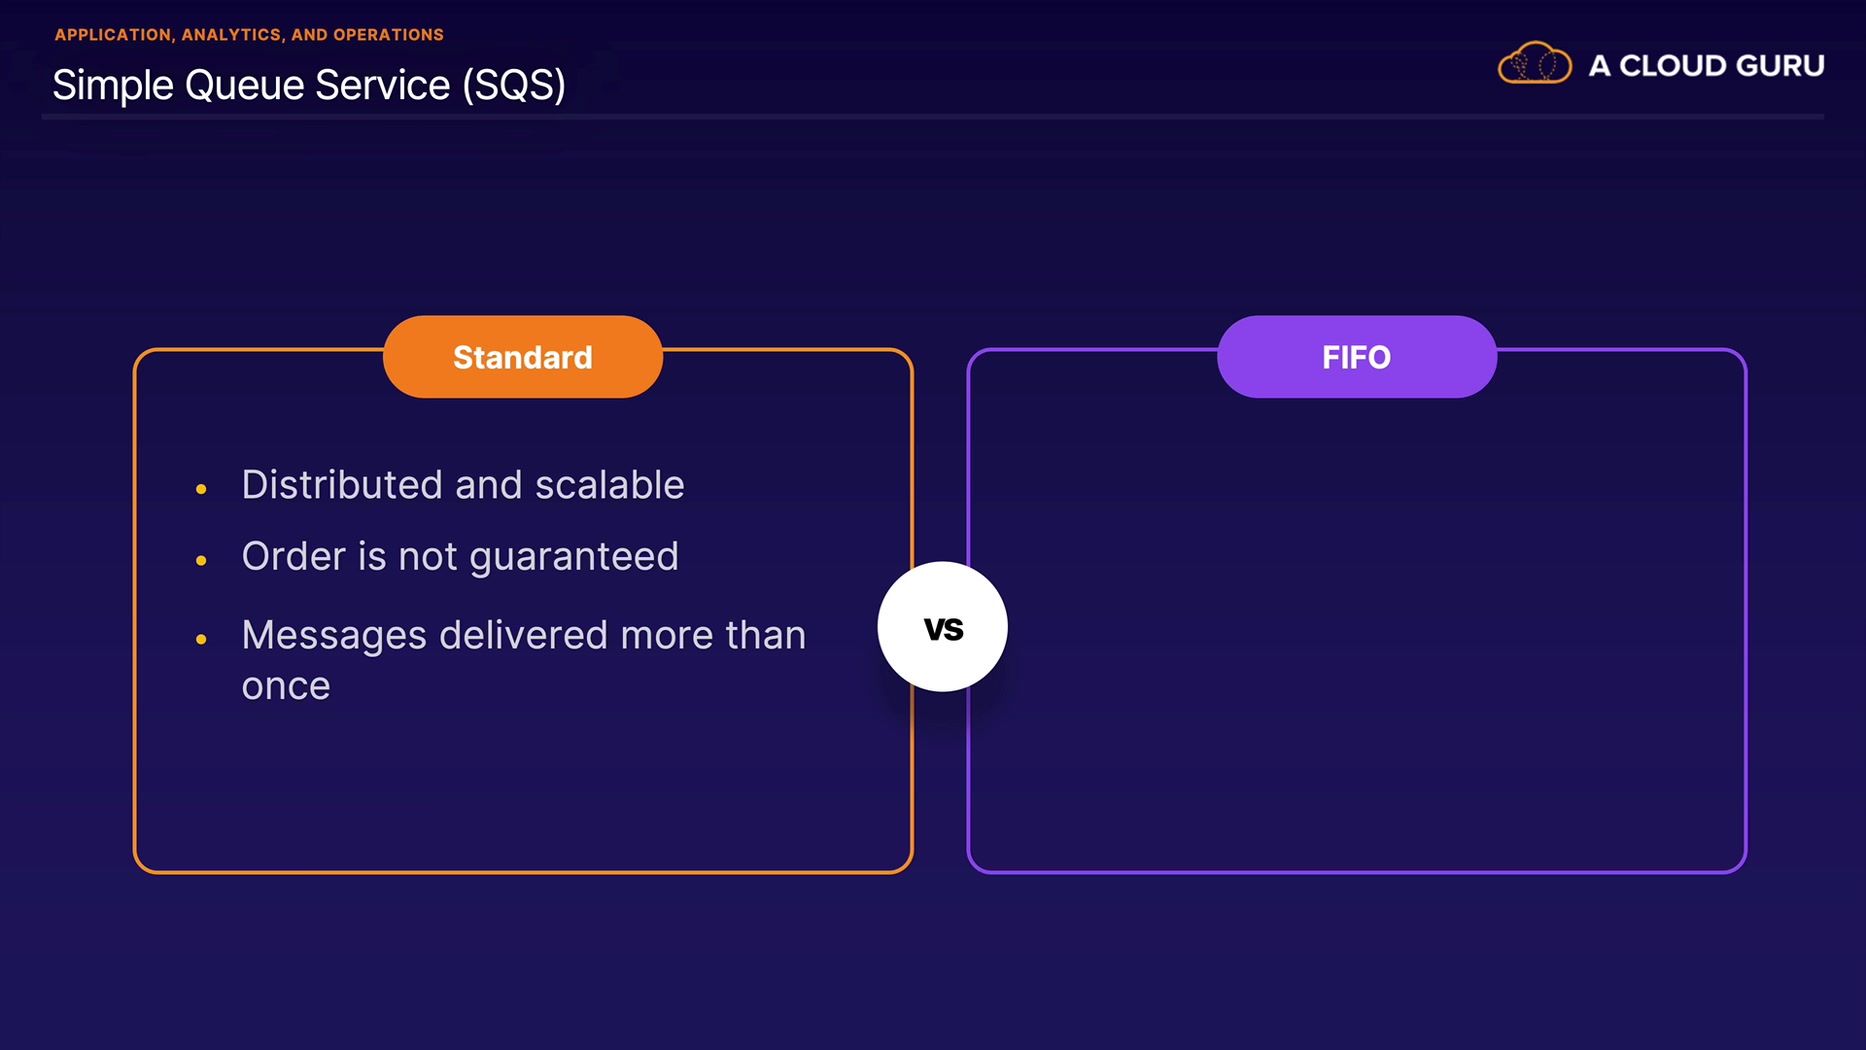 APPLICATION, ANALYTICS, AND OPERATIONS
Simple Queue Service (SQS)
A CLOUD GURU
Standard
Distributed and scalable
Order is not guaranteed
Messages delivered more than
once
VS
FIFO